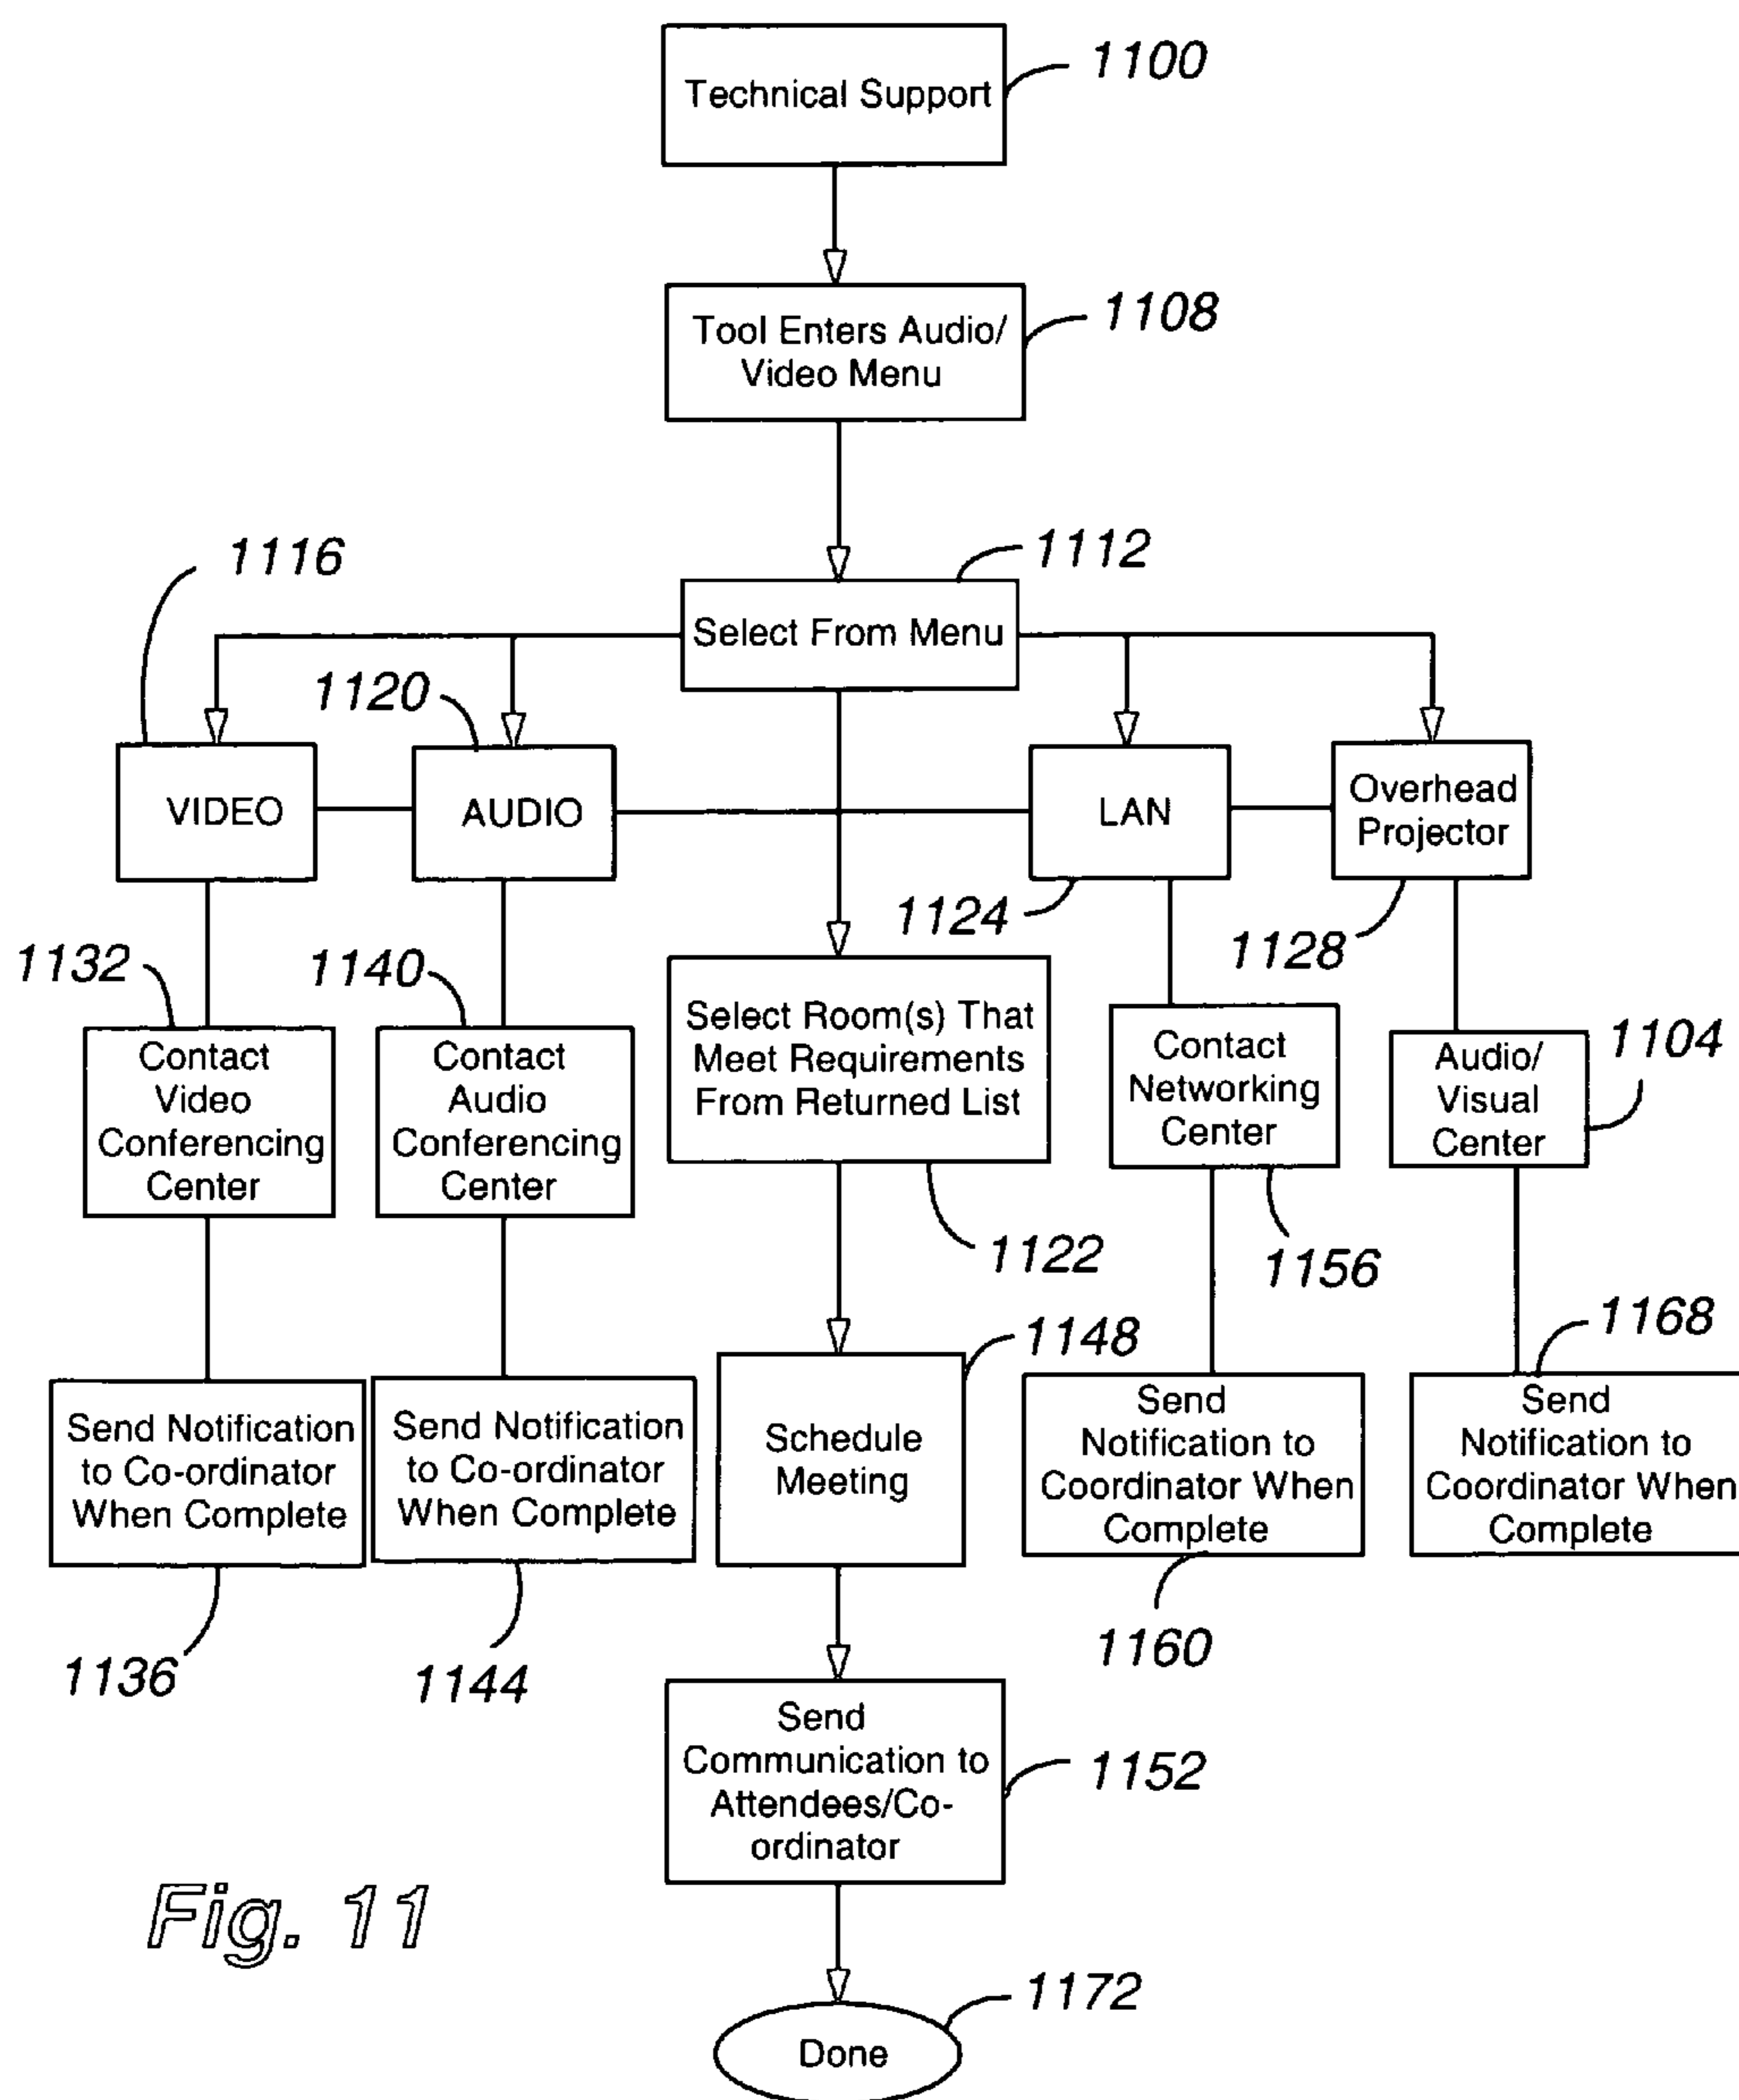 Technical Support
1100
Tool Enters Audio/
Video Menu
1108
1112
Select From Menu
1116
1120
VIDEO
AUDIO
LAN
Overhead
Projector
1124
1128
1132
1140
Contact
Video
Conferencing
Center
Contact
Audio
Conferencing
Center
Select Room(s) That
Meet Requirements
From Returned List
1122
Contact
Networking
Center
1156
Audio/
Visual
Center
1104
Send Notification
to Co-ordinator
When Complete
1136
Send Notification
to Co-ordinator
When Complete
1144
Schedule
Meeting
1148
Send
Notification to
Coordinator When
Complete
1160
Send
Notification to
Coordinator When
Complete
1168
Send
Communication to
Attendees/Co-
ordinator
1152
Fig. 11
Done
1172